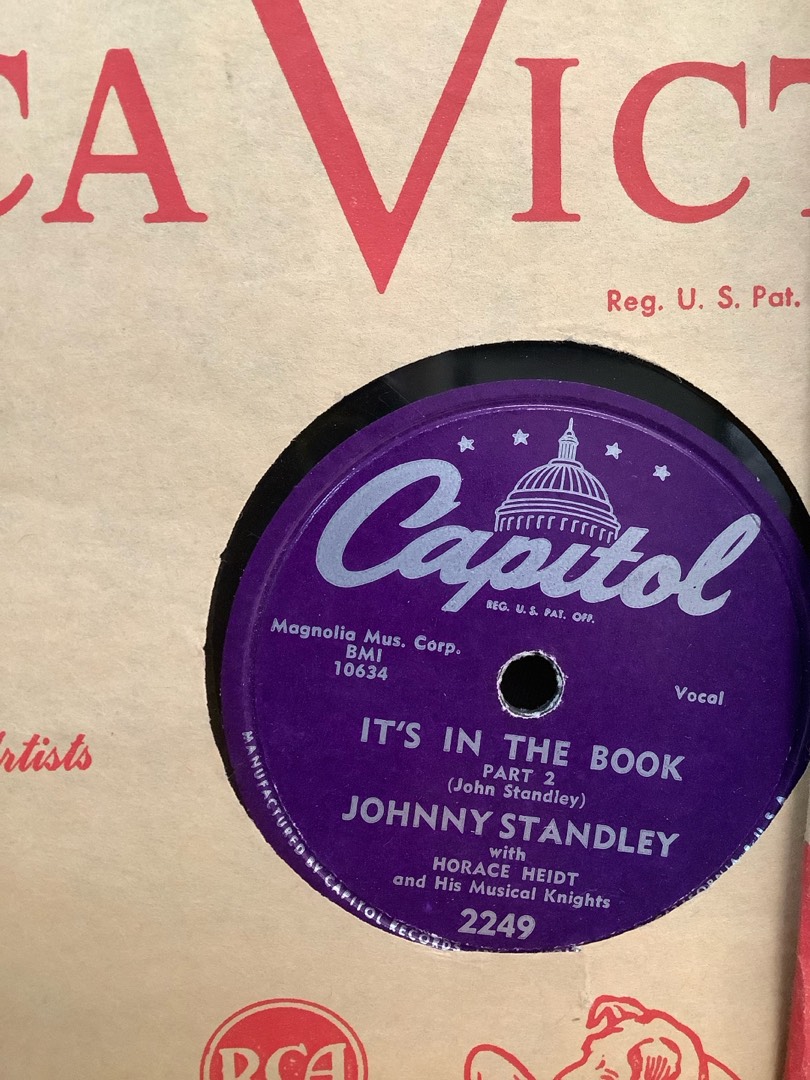 CA VICT
Reg. U. S. Pat.
Capitol
REG. U.S. PAT. OFF.
Magnolia Mus. Corp.
BMI
10634
Vocal
IT'S IN THE BOOK
PART 2
(John Standley)
JOHNNY STANDLEY
with
HORACE HEIDT
and His Musical Knights
2249
MANUFACTURED BY CAPITOL RECORDS
U.S.A.
Artists
RCA